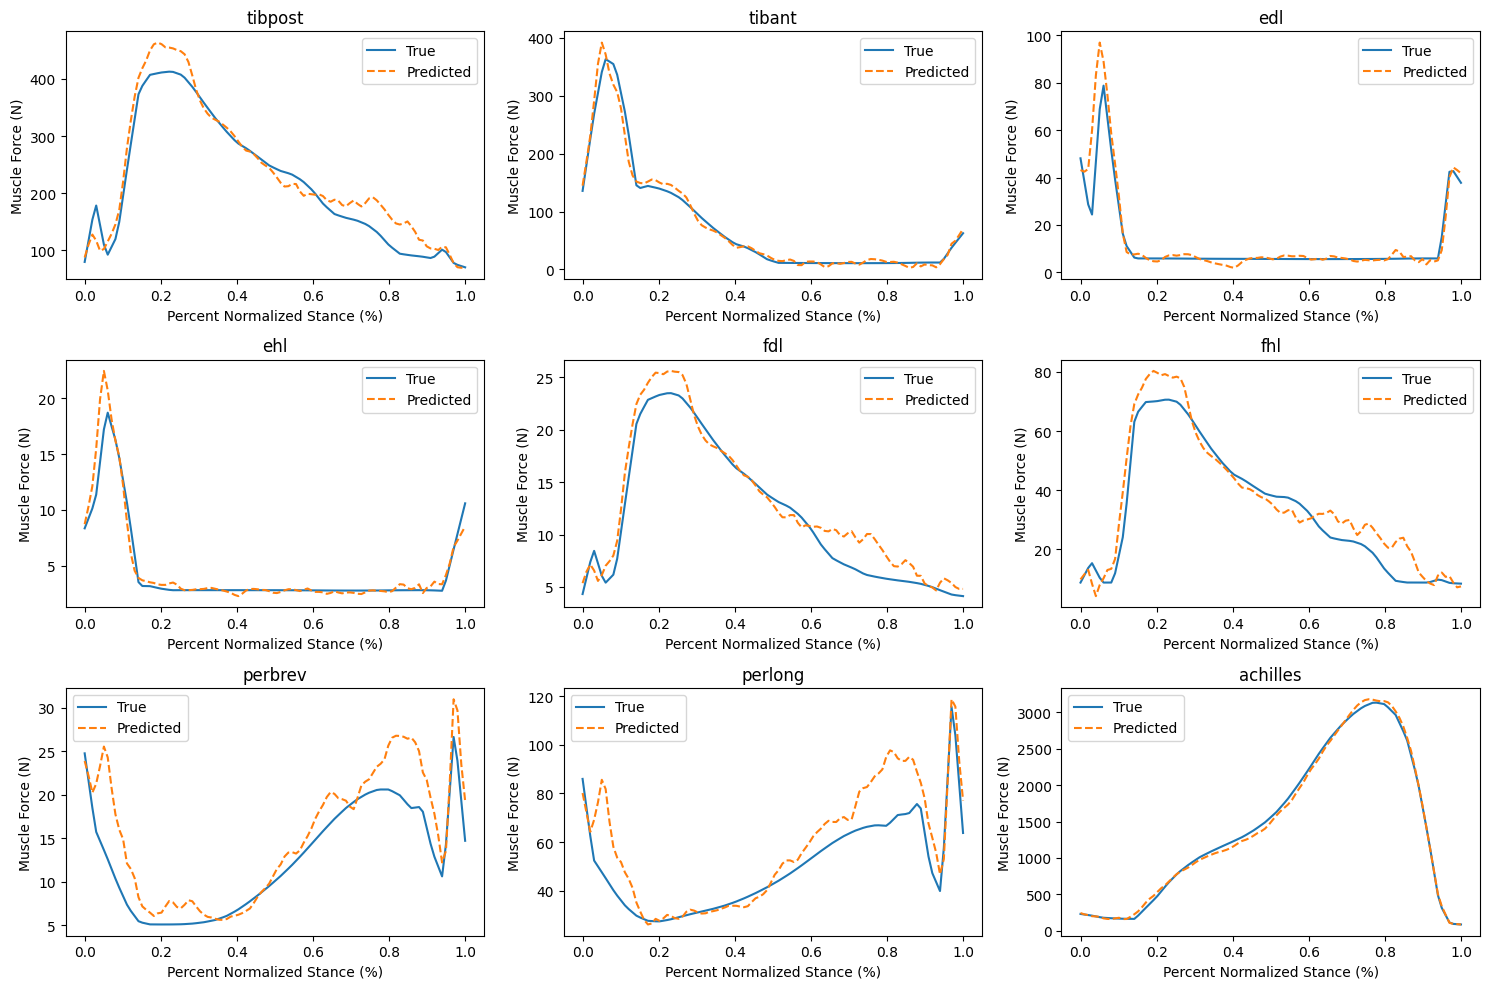 tibpost
True
Predicted
Muscle Force (N)
400
300
200
100
0.0 0.2 0.4 0.6 0.8 1.0
Percent Normalized Stance (%)
tibant
True
Predicted
Muscle Force (N)
400
300
200
100
0
0.0 0.2 0.4 0.6 0.8 1.0
Percent Normalized Stance (%)
edl
True
Predicted
Muscle Force (N)
100
80
60
40
20
0
0.0 0.2 0.4 0.6 0.8 1.0
Percent Normalized Stance (%)
ehl
True
Predicted
Muscle Force (N)
20
15
10
5
0.0 0.2 0.4 0.6 0.8 1.0
Percent Normalized Stance (%)
fdl
True
Predicted
Muscle Force (N)
25
20
15
10
5
0.0 0.2 0.4 0.6 0.8 1.0
Percent Normalized Stance (%)
fhl
True
Predicted
Muscle Force (N)
80
60
40
20
0.0 0.2 0.4 0.6 0.8 1.0
Percent Normalized Stance (%)
perbrev
True
Predicted
Muscle Force (N)
30
25
20
15
10
5
0.0 0.2 0.4 0.6 0.8 1.0
Percent Normalized Stance (%)
perlong
True
Predicted
Muscle Force (N)
120
100
80
60
40
0.0 0.2 0.4 0.6 0.8 1.0
Percent Normalized Stance (%)
achilles
True
Predicted
Muscle Force (N)
3000
2500
2000
1500
1000
500
0
0.0 0.2 0.4 0.6 0.8 1.0
Percent Normalized Stance (%)